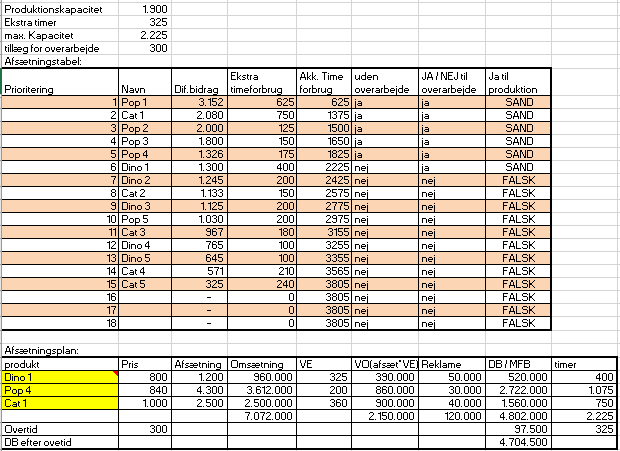 Produktionskapacitet 1.900
Ekstra timer 325
max. Kapacitet 2.225
tillæg for overarbejde 300
Afsætningstabel:
Prioritering Navn Dif.bidrag Ekstra timeforbrug Akk. Time forbrug uden overarbejde JA / NEJ til overarbejde Ja til produktion
1 Pop 1 3.152 625 625 ja ja SAND
2 Cat 1 2.080 750 1375 ja ja SAND
3 Pop 2 2.000 125 1500 ja ja SAND
4 Pop 3 1.800 150 1650 ja ja SAND
5 Pop 4 1.326 175 1825 ja ja SAND
6 Dino 1 1.300 400 2225 nej ja SAND
7 Dino 2 1.245 200 2425 nej nej FALSK
8 Cat 2 1.133 150 2575 nej nej FALSK
9 Dino 3 1.125 200 2775 nej nej FALSK
10 Pop 5 1.030 200 2975 nej nej FALSK
11 Cat 3 967 180 3155 nej nej FALSK
12 Dino 4 765 100 3255 nej nej FALSK
13 Dino 5 645 100 3355 nej nej FALSK
14 Cat 4 571 210 3565 nej nej FALSK
15 Cat 5 325 240 3805 nej nej FALSK
16 - 0 3805 nej nej FALSK
17 - 0 3805 nej nej FALSK
18 - 0 3805 nej nej FALSK
Afsætningsplan:
produkt Pris Afsætning Omsætning VE VO(afsæt*VE) Reklame DB / MFB timer
Dino 1 800 1.200 960.000 325 390.000 50.000 520.000 400
Pop 4 840 4.300 3.612.000 200 860.000 30.000 2.722.000 1.075
Cat 1 1.000 2.500 2.500.000 360 900.000 40.000 1.560.000 750
7.072.000 2.150.000 120.000 4.802.000 2.225
Overtid 300 97.500 325
DB efter ovetid 4.704.500